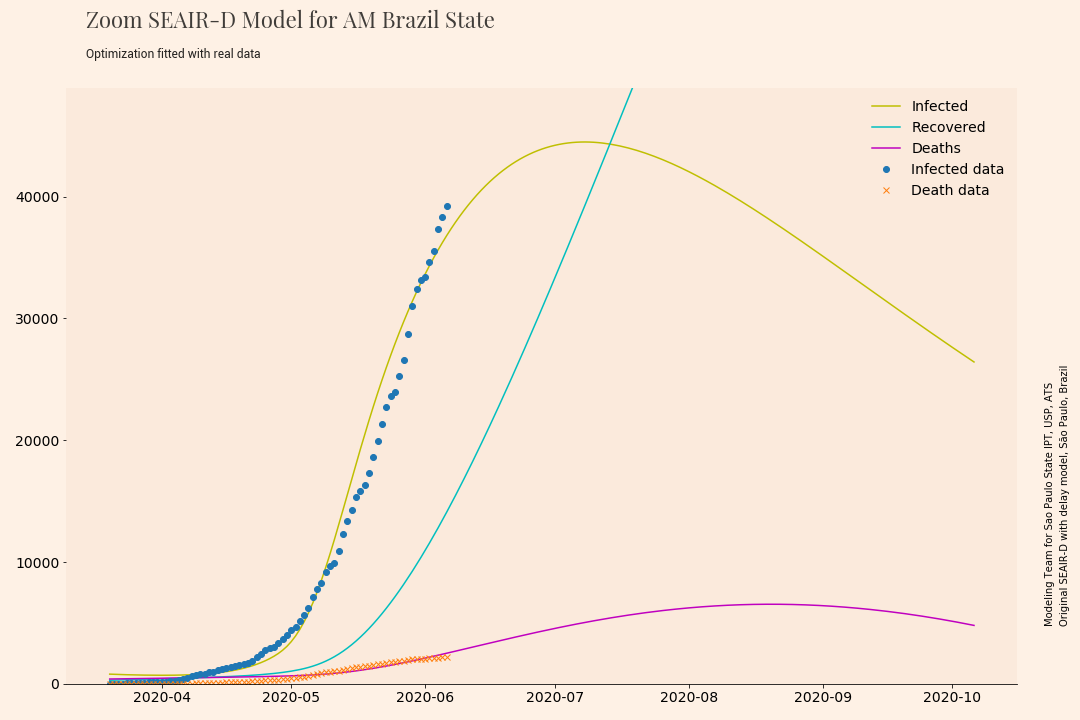 Zoom SEAIR-D Model for AM Brazil State
Optimization fitted with real data
Infected
Recovered
Deaths
Infected data
Death data
40000
30000
20000
10000
0
2020-04
2020-05
2020-06
2020-07
2020-08
2020-09
2020-10
Modeling Team for Sao Paulo State IPT, USP, ATS
Original SEAIR-D with delay model, São Paulo, Brazil